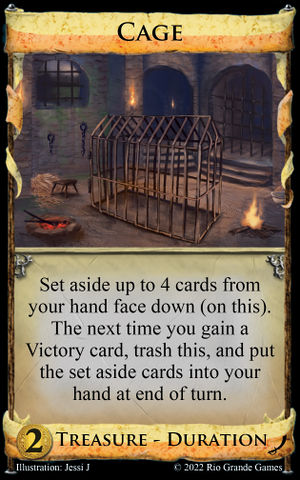 CAGE
Set aside up to 4 cards from
your hand face down (on this).
The next time you gain a
Victory card, trash this, and put
the set aside cards into your
hand at end of turn.
2 TREASURE - DURATION
Illustration: Jessi J © 2022 Rio Grande Games